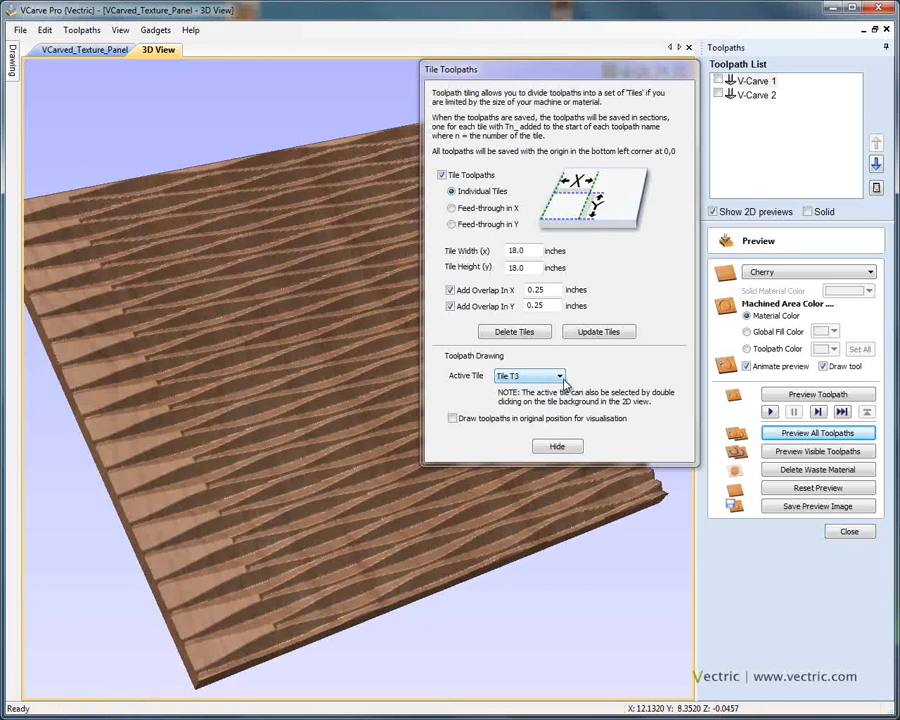 VCarve Pro [Vectric] - [VCarved_Texture_Panel - 3D View]
File Edit Toolpaths View Gadgets Help
VCarved_Texture_Panel 3D View
Drawing
Tile Toolpaths
Toolpath tiling allows you to divide toolpaths into a set of 'Tiles' if you
are limited by the size of your machine or material.
When the toolpaths are saved, the toolpaths will be saved in sections,
one for each tile with Tn_ added to the start of each toolpath name
where n = the number of the tile.
All toolpaths will be saved with the origin in the bottom left corner at 0,0
Tile Toolpaths
Individual Tiles
Feed-through in X
Feed-through in Y
X
Y
Tile Width (x) 18.0 inches
Tile Height (y) 18.0 inches
Add Overlap In X 0.25 inches
Add Overlap In Y 0.25 inches
Delete Tiles Update Tiles
Toolpath Drawing
Active Tile Tile T3
NOTE: The active tile can also be selected by double
clicking on the tile background in the 2D view.
Draw toolpaths in original position for visualisation
Hide
Toolpaths
Toolpath List
V-Carve 1
V-Carve 2
Show 2D previews Solid
Preview
Cherry
Solid Material Color
Machined Area Color ....
Material Color
Global Fill Color
Toolpath Color Set All
Animate preview Draw tool
Preview Toolpath
Preview All Toolpaths
Preview Visible Toolpaths
Delete Waste Material
Reset Preview
Save Preview Image
Close
Vectric | www.vectric.com
Ready X: 12.1320 Y: 8.3520 Z: -0.0457